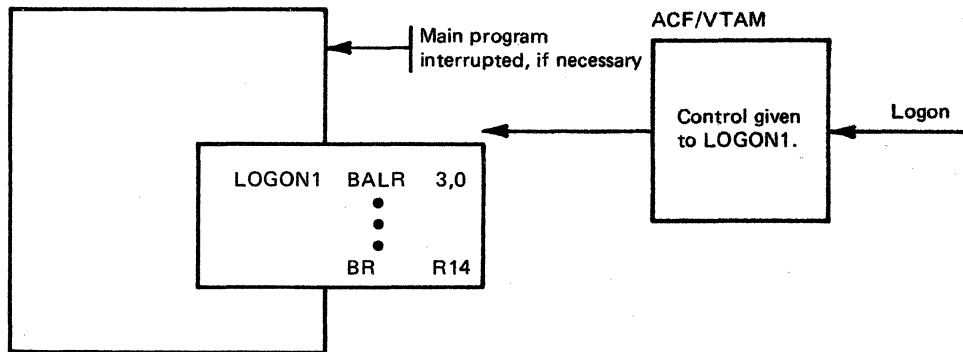 ACF/VTAM
Main program
interrupted, if necessary
Control given
to LOGON1.
Logon
LOGON1 BALR 3,0
BR R14